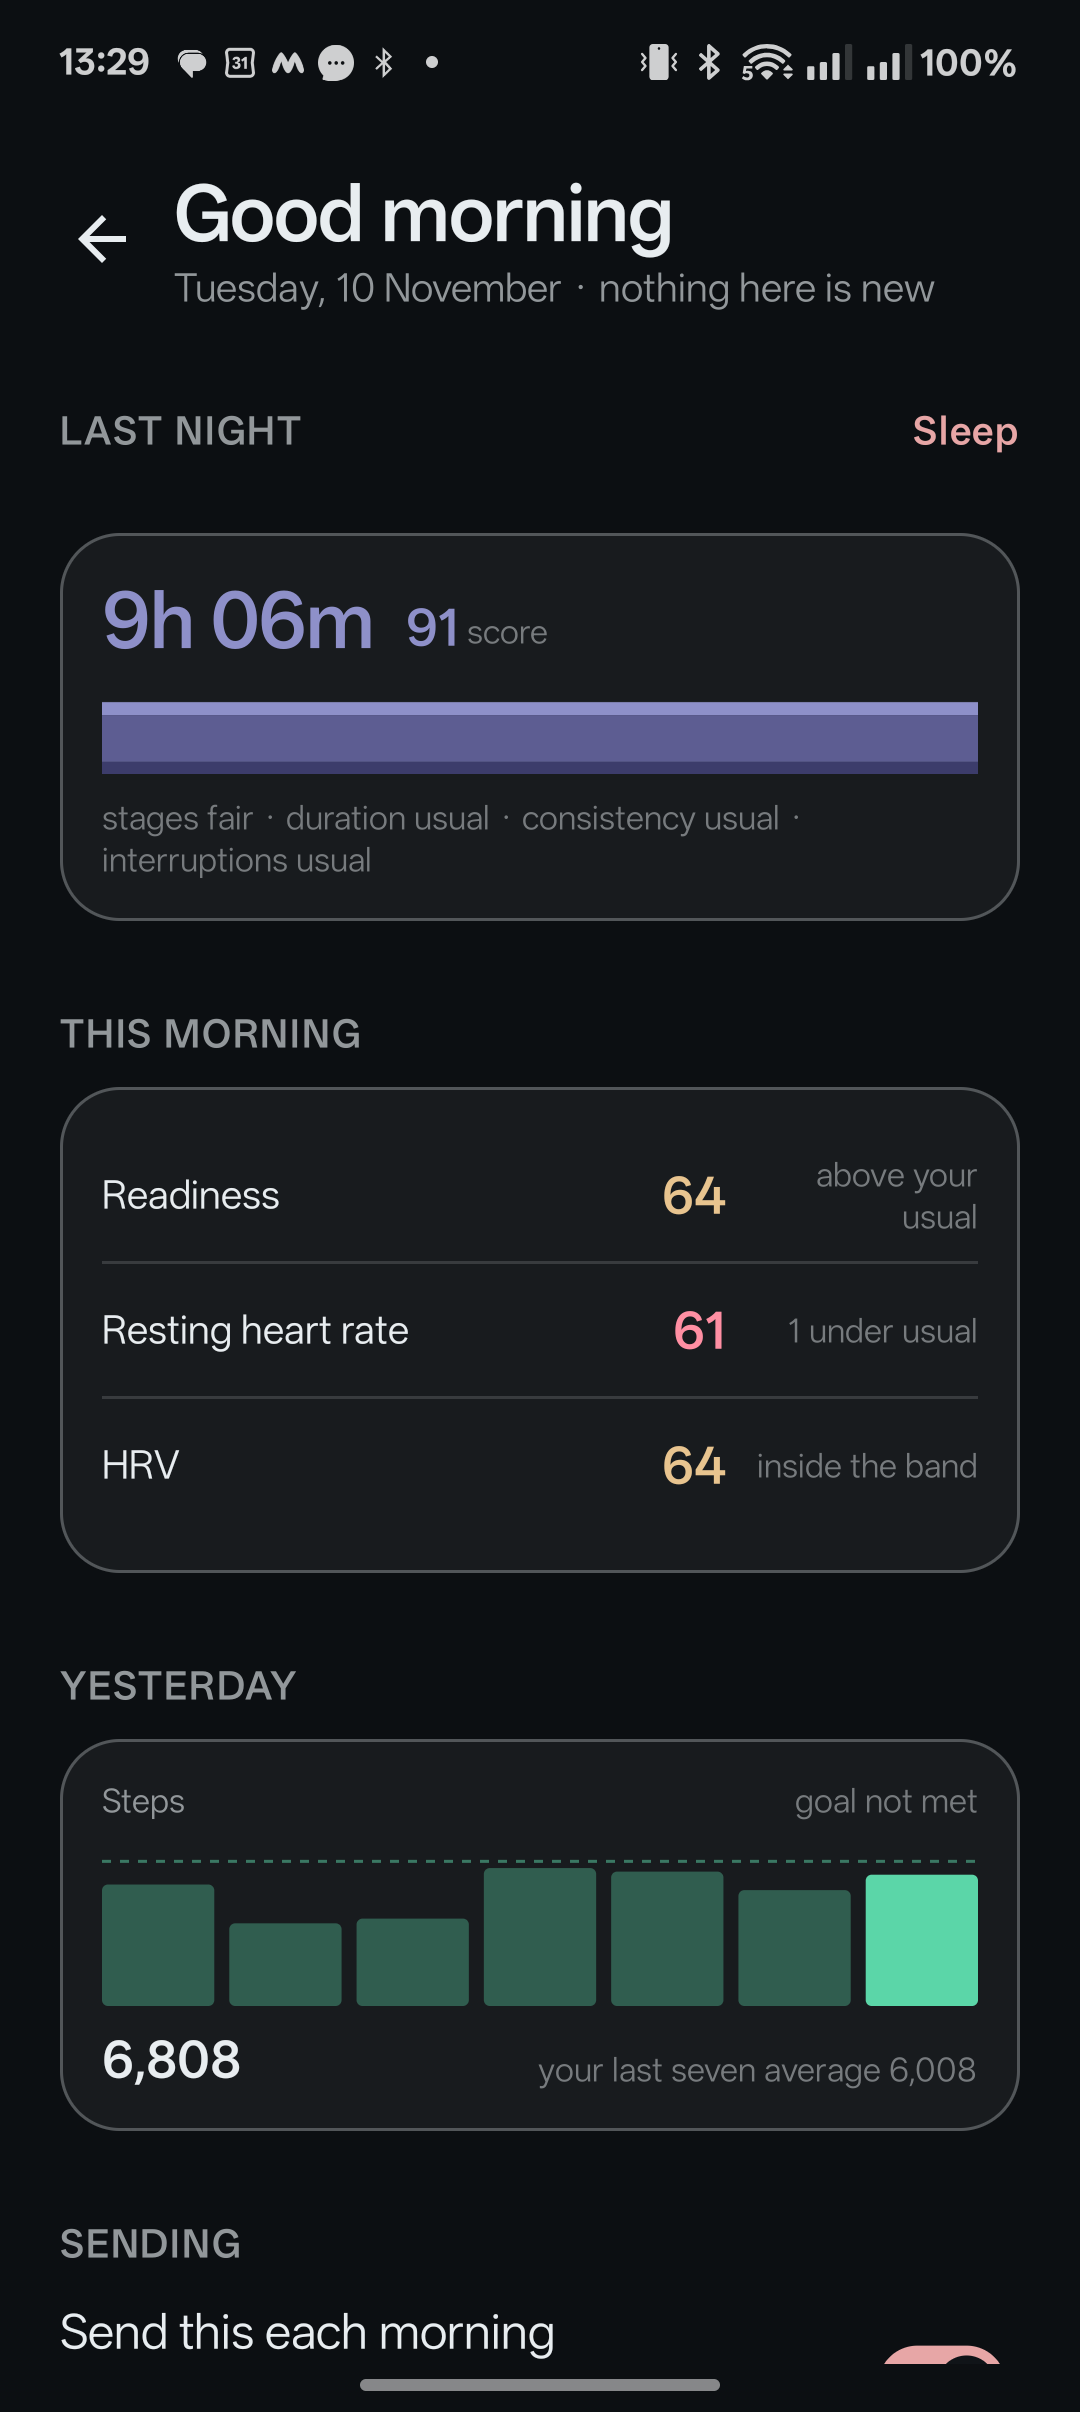 13:29
31
5
100%
Good morning
Tuesday, 10 November · nothing here is new
LAST NIGHT
Sleep
9h 06m 91 score
stages fair · duration usual · consistency usual ·
interruptions usual
THIS MORNING
Readiness 64 above your
usual
Resting heart rate 61 1 under usual
HRV 64 inside the band
YESTERDAY
Steps goal not met
6,808 your last seven average 6,008
SENDING
Send this each morning